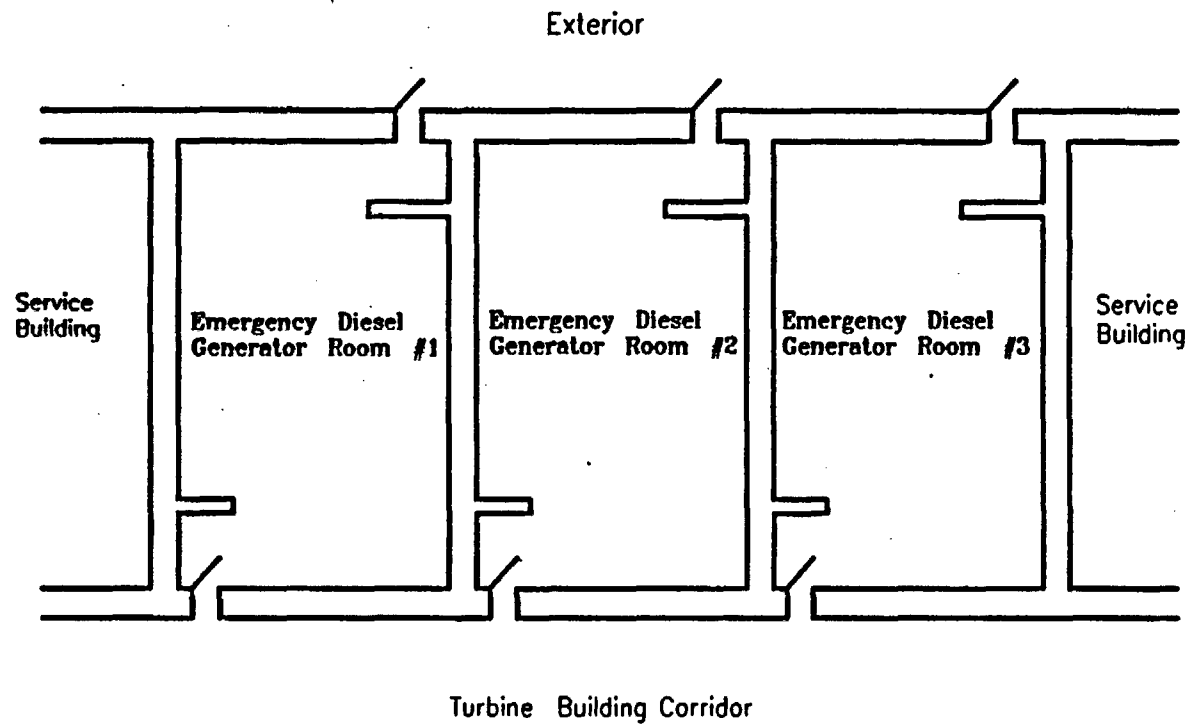 Exterior
Service
Building
Emergency Diesel
Generator Room #1
Emergency Diesel
Generator Room #2
Emergency Diesel
Generator Room #3
Service
Building
Turbine Building Corridor